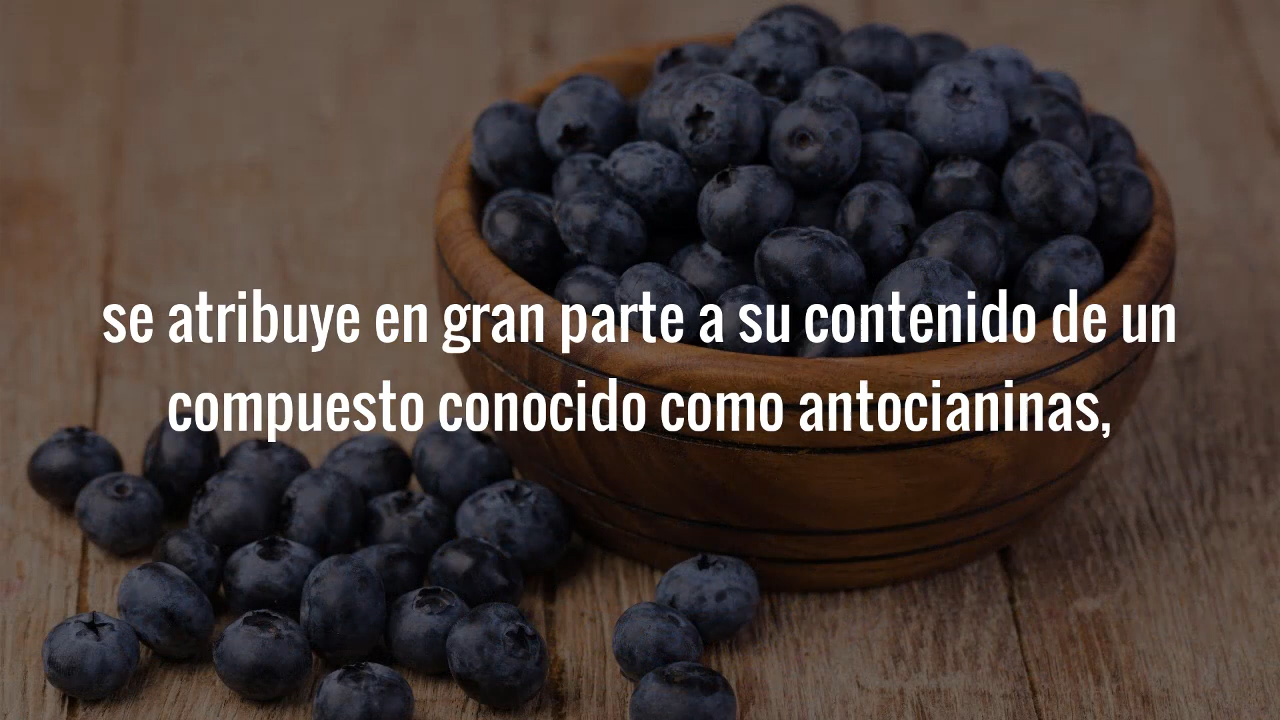 se atribuye en gran parte a su contenido de un
compuesto conocido como antocianinas,